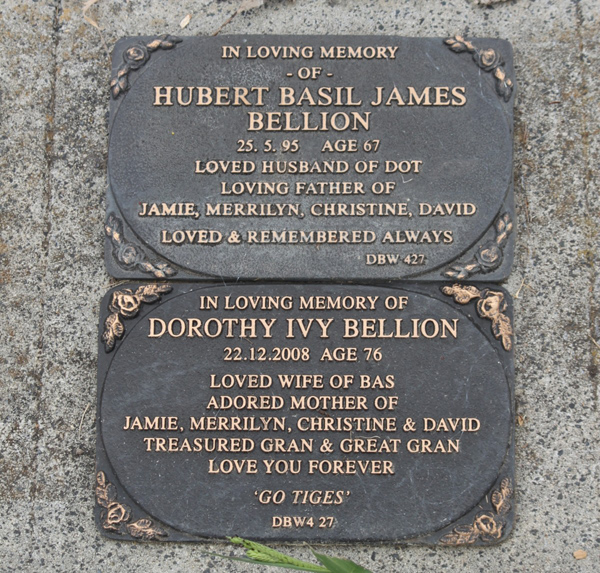 IN LOVING MEMORY
- OF -
HUBERT BASIL JAMES
BELLION
25. 5. 95 AGE 67
LOVED HUSBAND OF DOT
LOVING FATHER OF
JAMIE, MERRILYN, CHRISTINE, DAVID
LOVED & REMEMBERED ALWAYS
DBW 427
IN LOVING MEMORY OF
DOROTHY IVY BELLION
22.12.2008 AGE 76
LOVED WIFE OF BAS
ADORED MOTHER OF
JAMIE, MERRILYN, CHRISTINE & DAVID
TREASURED GRAN & GREAT GRAN
LOVE YOU FOREVER
'GO TIGES'
DBW4 27